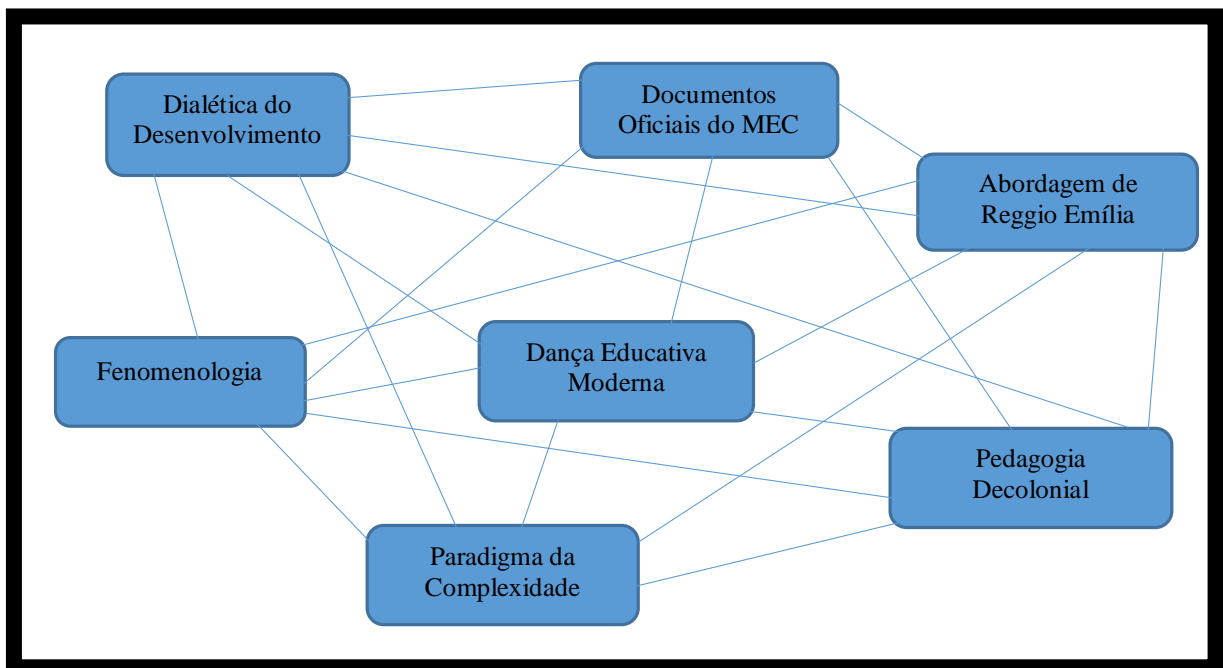 Dialética do
Desenvolvimento
Documentos
Oficiais do MEC
Abordagem de
Reggio Emília
Fenomenologia
Dança Educativa
Moderna
Pedagogia
Decolonial
Paradigma da
Complexidade